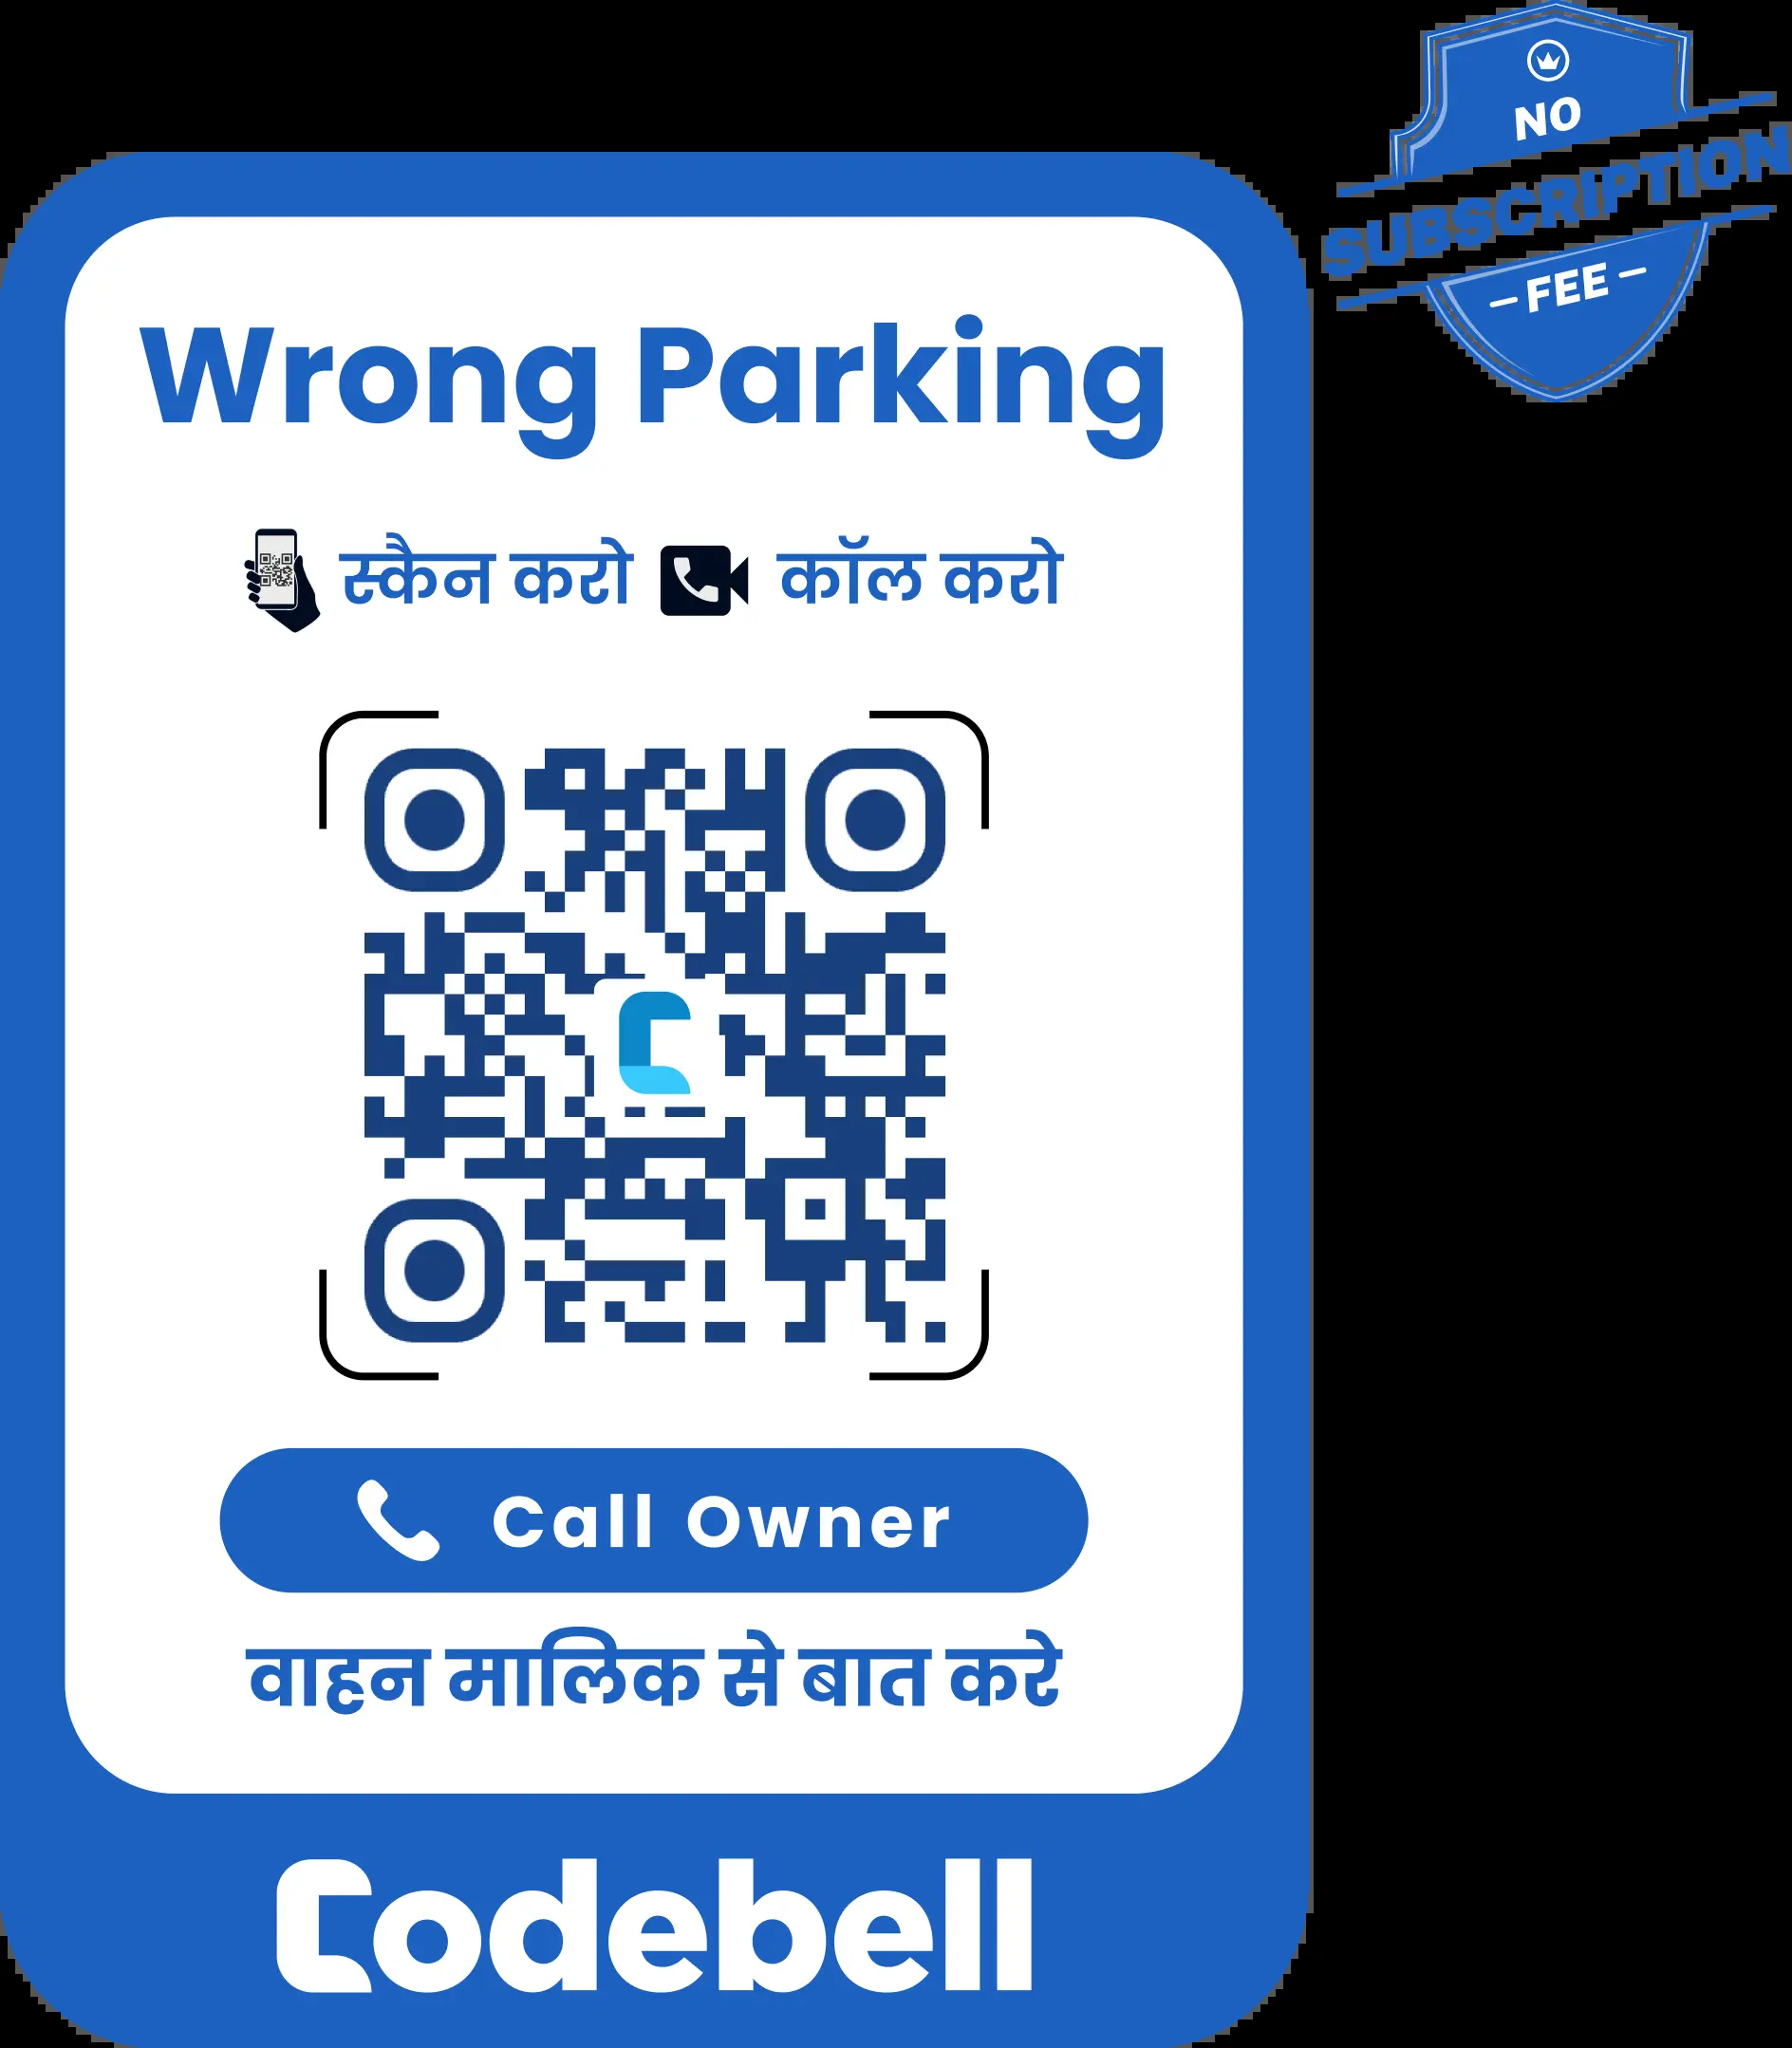 NO
SUBSCRIPTION
- FEE -
Wrong Parking
स्कैन करो कॉल करो
Call Owner
वाहन मालिक से बात करे
Codebell